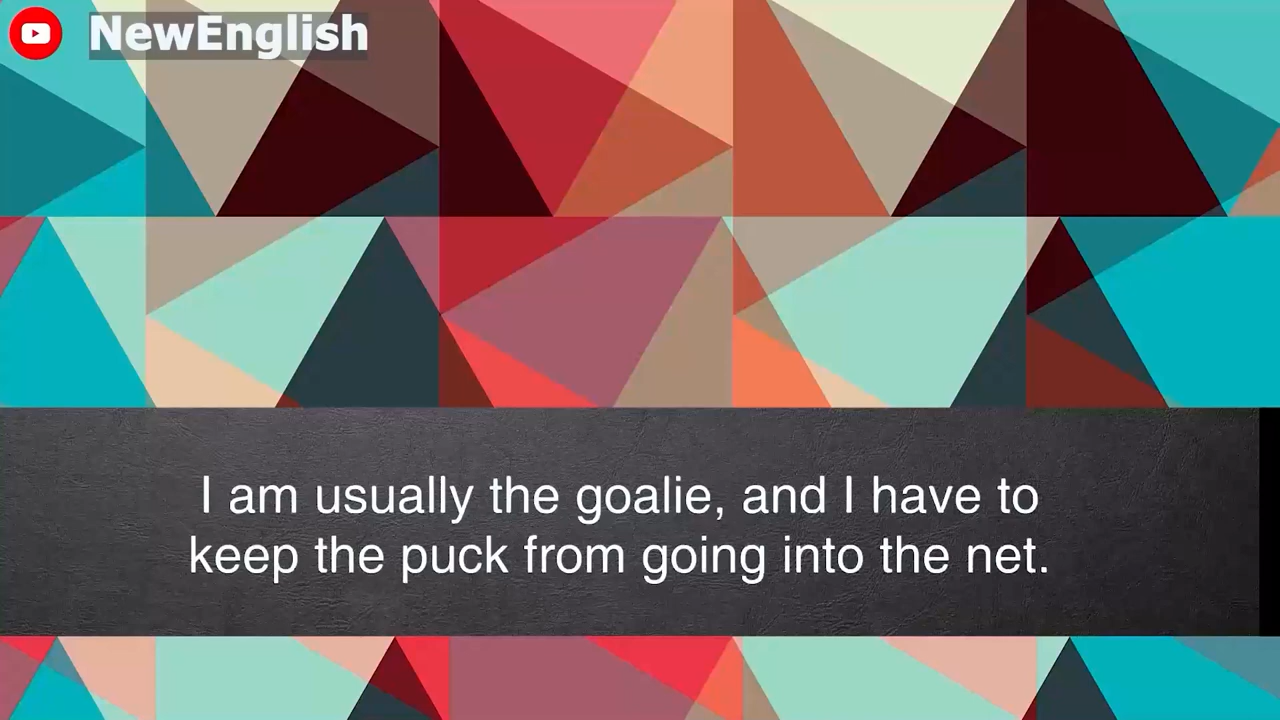 NewEnglish
I am usually the goalie, and I have to
keep the puck from going into the net.